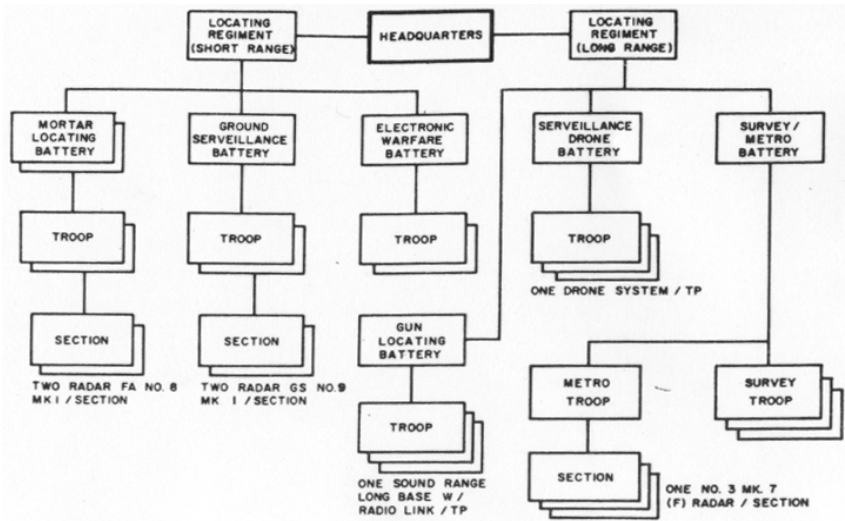 LOCATING
REGIMENT
(SHORT RANGE)
HEADQUARTERS
LOCATING
REGIMENT
(LONG RANGE)
MORTAR
LOCATING
BATTERY
GROUND
SERVEILLANCE
BATTERY
ELECTRONIC
WARFARE
BATTERY
SERVEILLANCE
DRONE
BATTERY
SURVEY/
METRO
BATTERY
TROOP
TROOP
TROOP
TROOP
ONE DRONE SYSTEM / TP
SECTION
TWO RADAR FA NO. 8
MK I / SECTION
SECTION
TWO RADAR GS NO. 9
MK I / SECTION
GUN
LOCATING
BATTERY
TROOP
ONE SOUND RANGE
LONG BASE W/
RADIO LINK / TP
METRO
TROOP
SURVEY
TROOP
SECTION
ONE NO. 3 MK. 7
(F) RADAR / SECTION